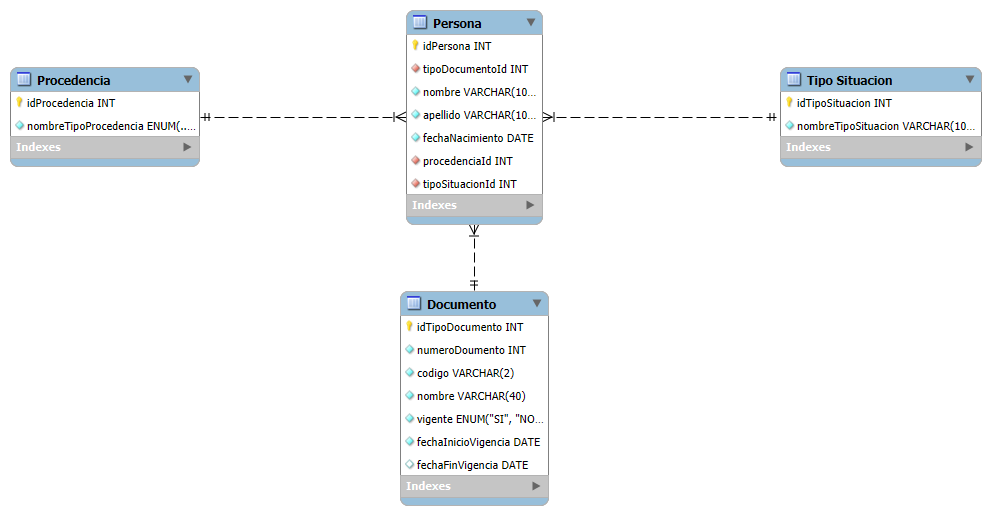 Persona
idPersona INT
tipoDocumentoId INT
nombre VARCHAR(10...
apellido VARCHAR(10...
fechaNacimiento DATE
procedenciaId INT
tipoSituacionId INT
Indexes
Procedencia
idProcedencia INT
nombreTipoProcedencia ENUM(...
Indexes
Tipo Situacion
idTipoSituacion INT
nombreTipoSituacion VARCHAR(10...
Indexes
Documento
idTipoDocumento INT
numeroDoumento INT
codigo VARCHAR(2)
nombre VARCHAR(40)
vigente ENUM("SI", "NO...
fechaInicioVigencia DATE
fechaFinVigencia DATE
Indexes